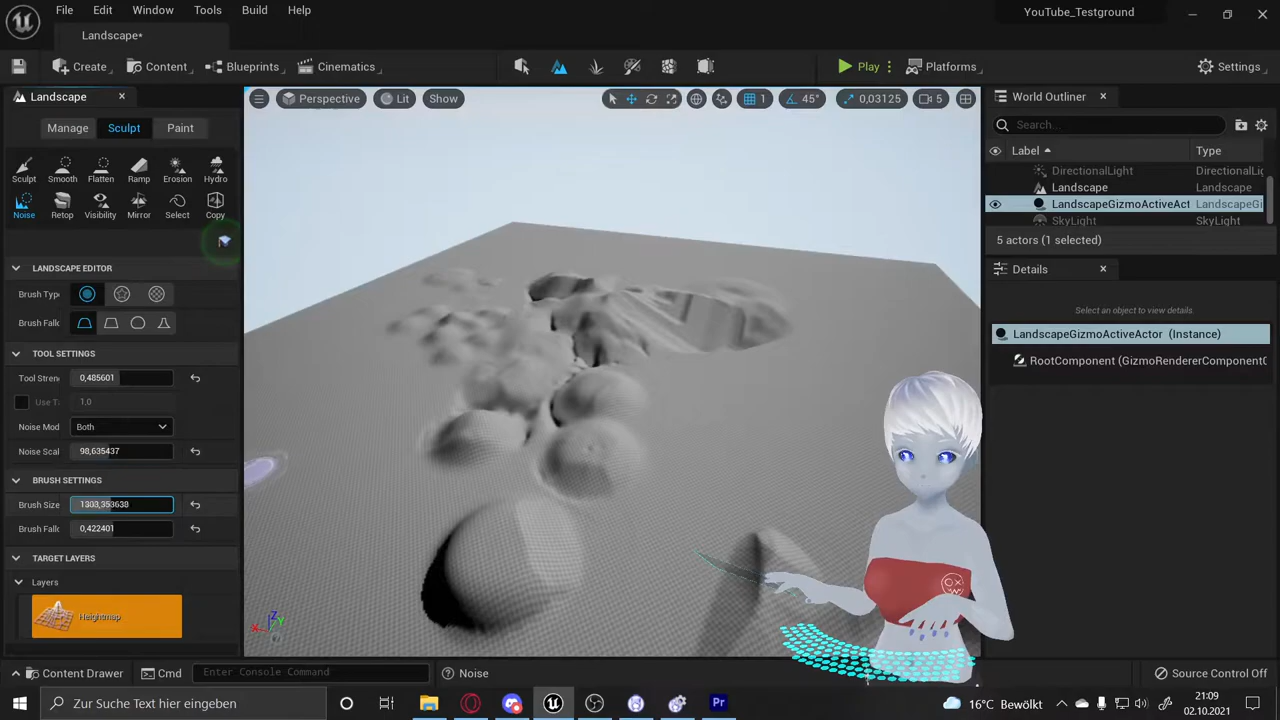 File Edit Window Tools Build Help
YouTube_Testground
Landscape*
Create Content Blueprints Cinematics Play Platforms Settings
Landscape
Perspective Lit Show 1 45° 0,03125 5
World Outliner
Manage Sculpt Paint
Search...
Label Type
Sculpt Smooth Flatten Ramp Erosion Hydro
DirectionalLight DirectionalLi
Landscape Landscape
Noise Retop Visibility Mirror Select Copy
LandscapeGizmoActiveAct LandscapeGi
SkyLight SkyLight
5 actors (1 selected)
LANDSCAPE EDITOR
Details
Brush Typ
Select an object to view details.
Brush Falk
LandscapeGizmoActiveActor (Instance)
TOOL SETTINGS
RootComponent (GizmoRendererComponent
Tool Stren 0,485601
Use T 1,0
Noise Mod Both
Noise Scal 98,635437
BRUSH SETTINGS
Brush Size 1303,353638
Brush Falk 0,422401
TARGET LAYERS
Layers
Heightmap
X Z Y
Content Drawer Cmd Enter Console Command Noise Source Control Off
Zur Suche Text hier eingeben
Pr
16°C Bewölkt
21:09
02.10.2021